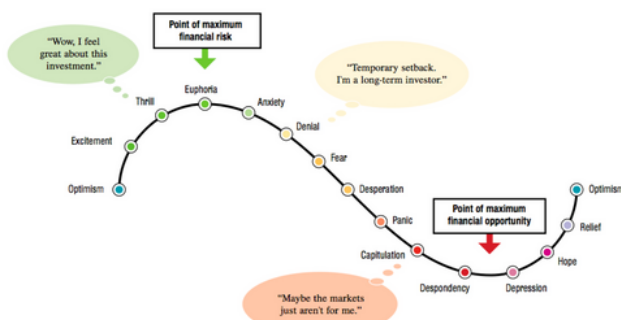 Point of maximum
financial risk
“Wow, I feel
great about this
investment.”
“Temporary setback.
I'm a long-term investor.”
Euphoria
Thrill
Anxiety
Denial
Excitement
Fear
Optimism
Desperation
Optimism
Panic
Point of maximum
financial opportunity
Relief
Capitulation
Hope
Despondency
Depression
“Maybe the markets
just aren't for me.”